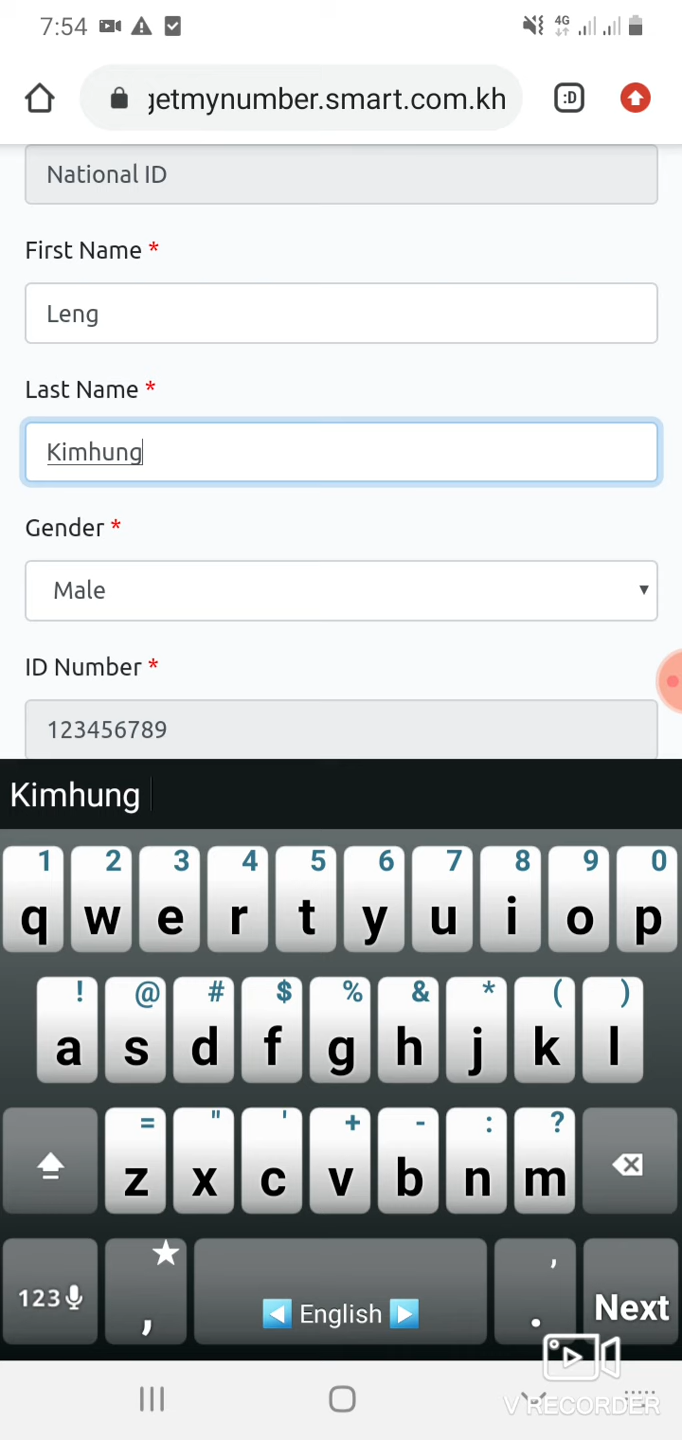 7:54 4G
getmynumber.smart.com.kh :D
National ID
First Name *
Leng
Last Name *
Kimhung
Gender *
Male
ID Number *
123456789
Kimhung
1 2 3 4 5 6 7 8 9 0
q w e r t y u i o p
! @ # $ % & * ( )
a s d f g h j k l
= " ' + - : ?
z x c v b n m
123 , English . , Next
V RECORDER